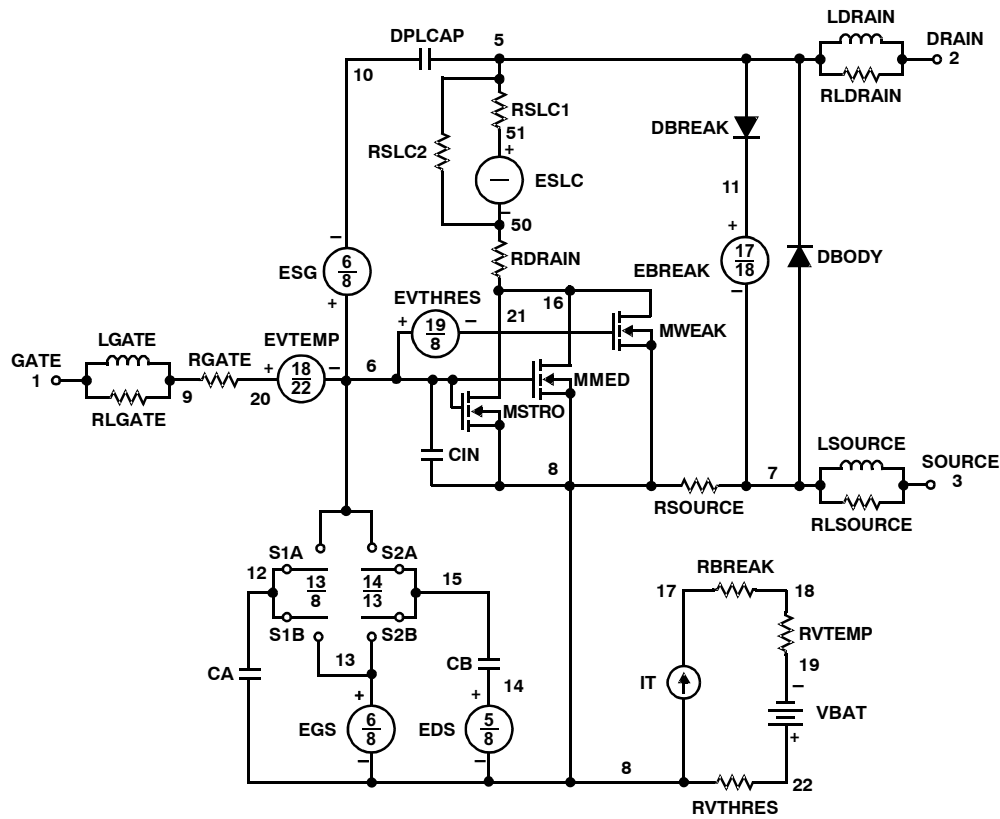 LDRAIN
DPLCAP 5 DRAIN
10 2
RSLC1 RLDRAIN
51 DBREAK
RSLC2 +
ESLC
11
−
50
− +
RDRAIN 17
6 EBREAK 18 DBODY
ESG 8
EVTHRES 16 −
+ + 19 − 21
LGATE EVTEMP 8 MWEAK
GATE RGATE + 18 − 6
1 22 MMED
9 20 MSTRO
RLGATE
CIN LSOURCE
8 7 SOURCE
3
RSOURCE
RLSOURCE
S1A S2A
12 13 14 15 RBREAK
8 13 17 18
S1B S2B RVTEMP
13 CB 19
CA 14 IT −
+ + VBAT
EGS 6 EDS 5
8 8 +
− − 8
22
RVTHRES